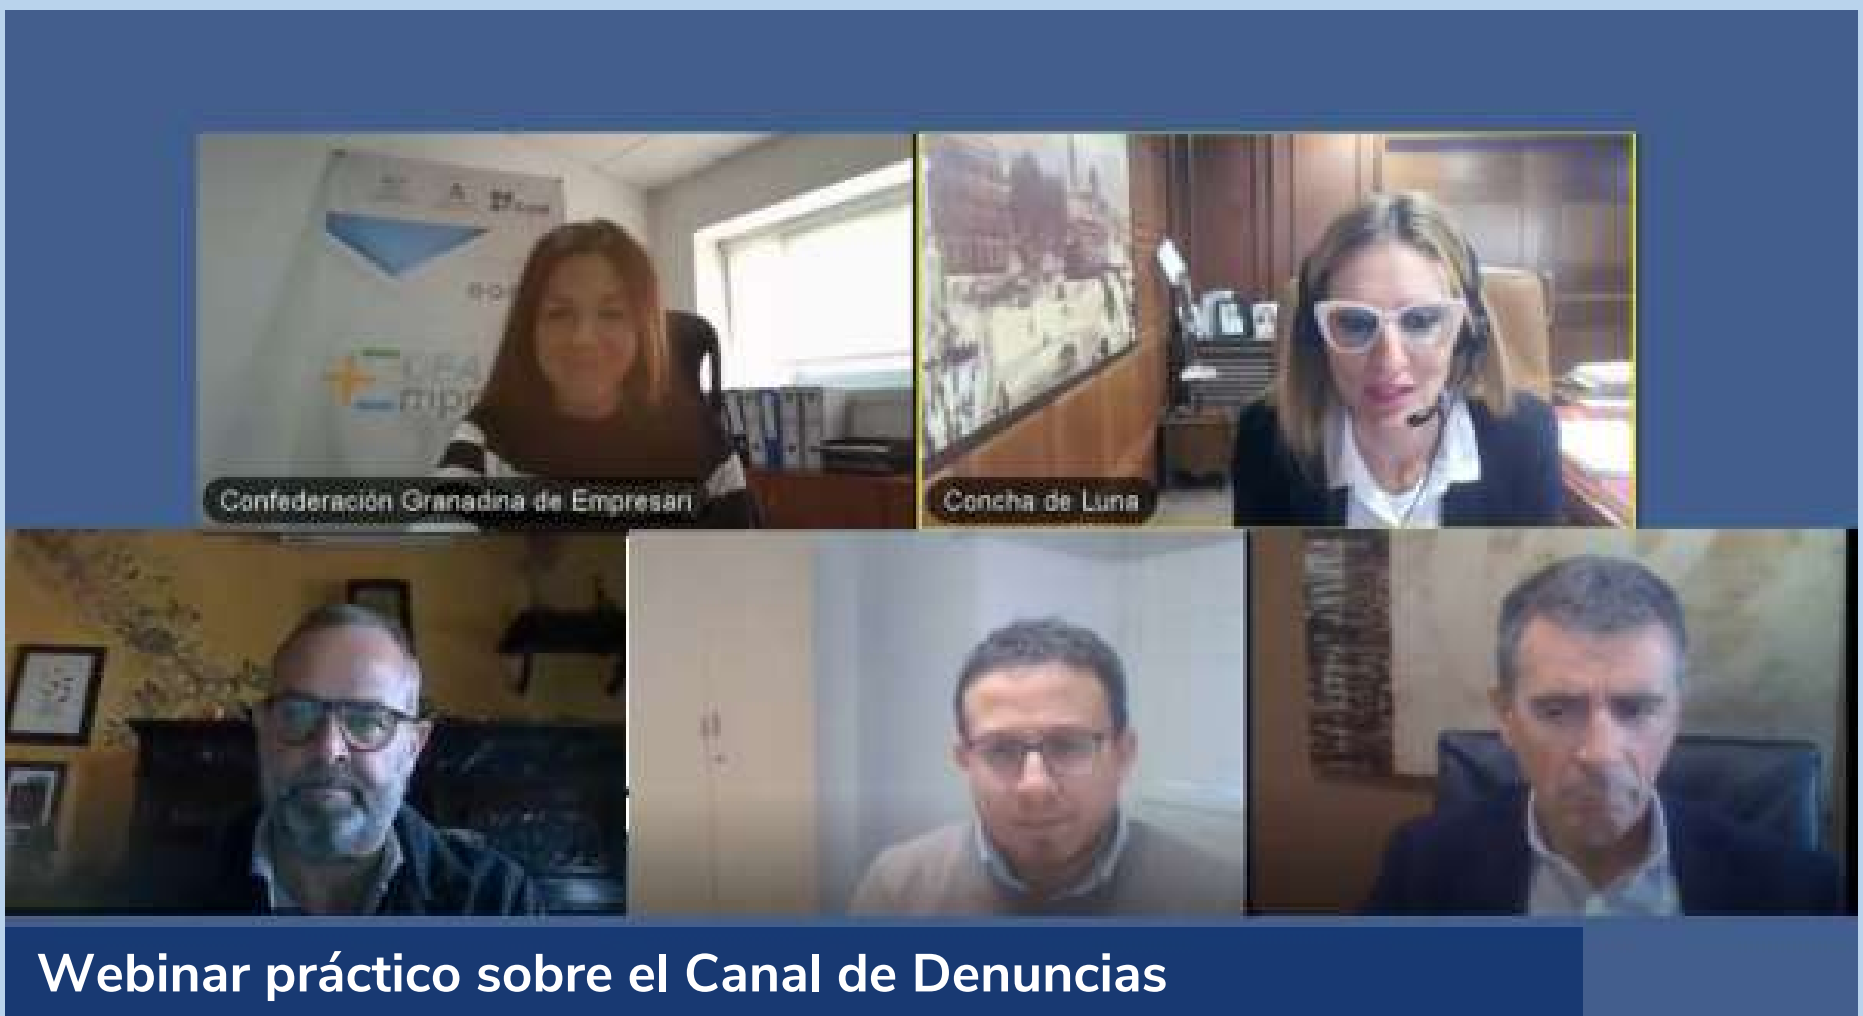 Confederación Granadina de Empresari
Concha de Luna
Webinar práctico sobre el Canal de Denuncias